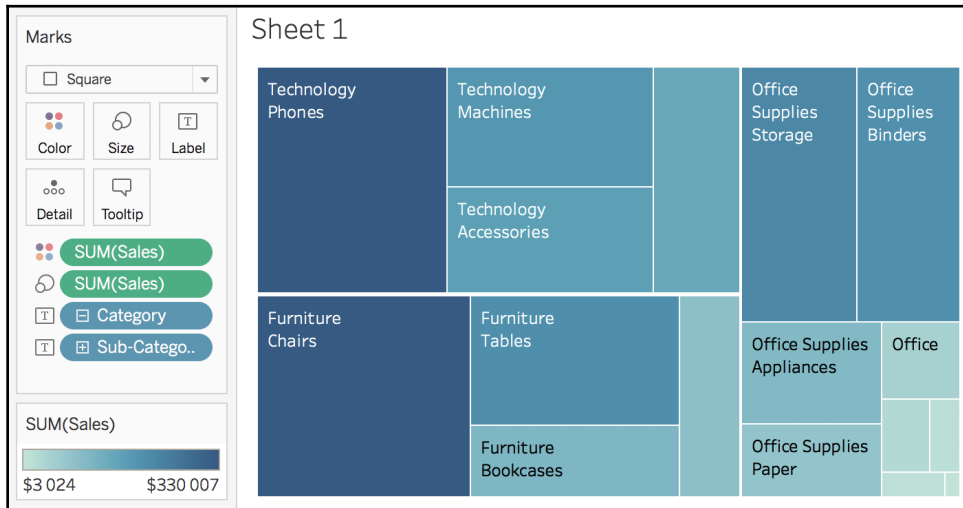 Marks
Square
Color
Size
T
Label
Detail
Tooltip
SUM(Sales)
SUM(Sales)
T
Category
T
Sub-Catego..
SUM(Sales)
$3 024
$330 007
Sheet 1
Technology
Phones
Technology
Machines
Technology
Accessories
Furniture
Chairs
Furniture
Tables
Furniture
Bookcases
Office
Supplies
Storage
Office
Supplies
Binders
Office Supplies
Appliances
Office
Office Supplies
Paper